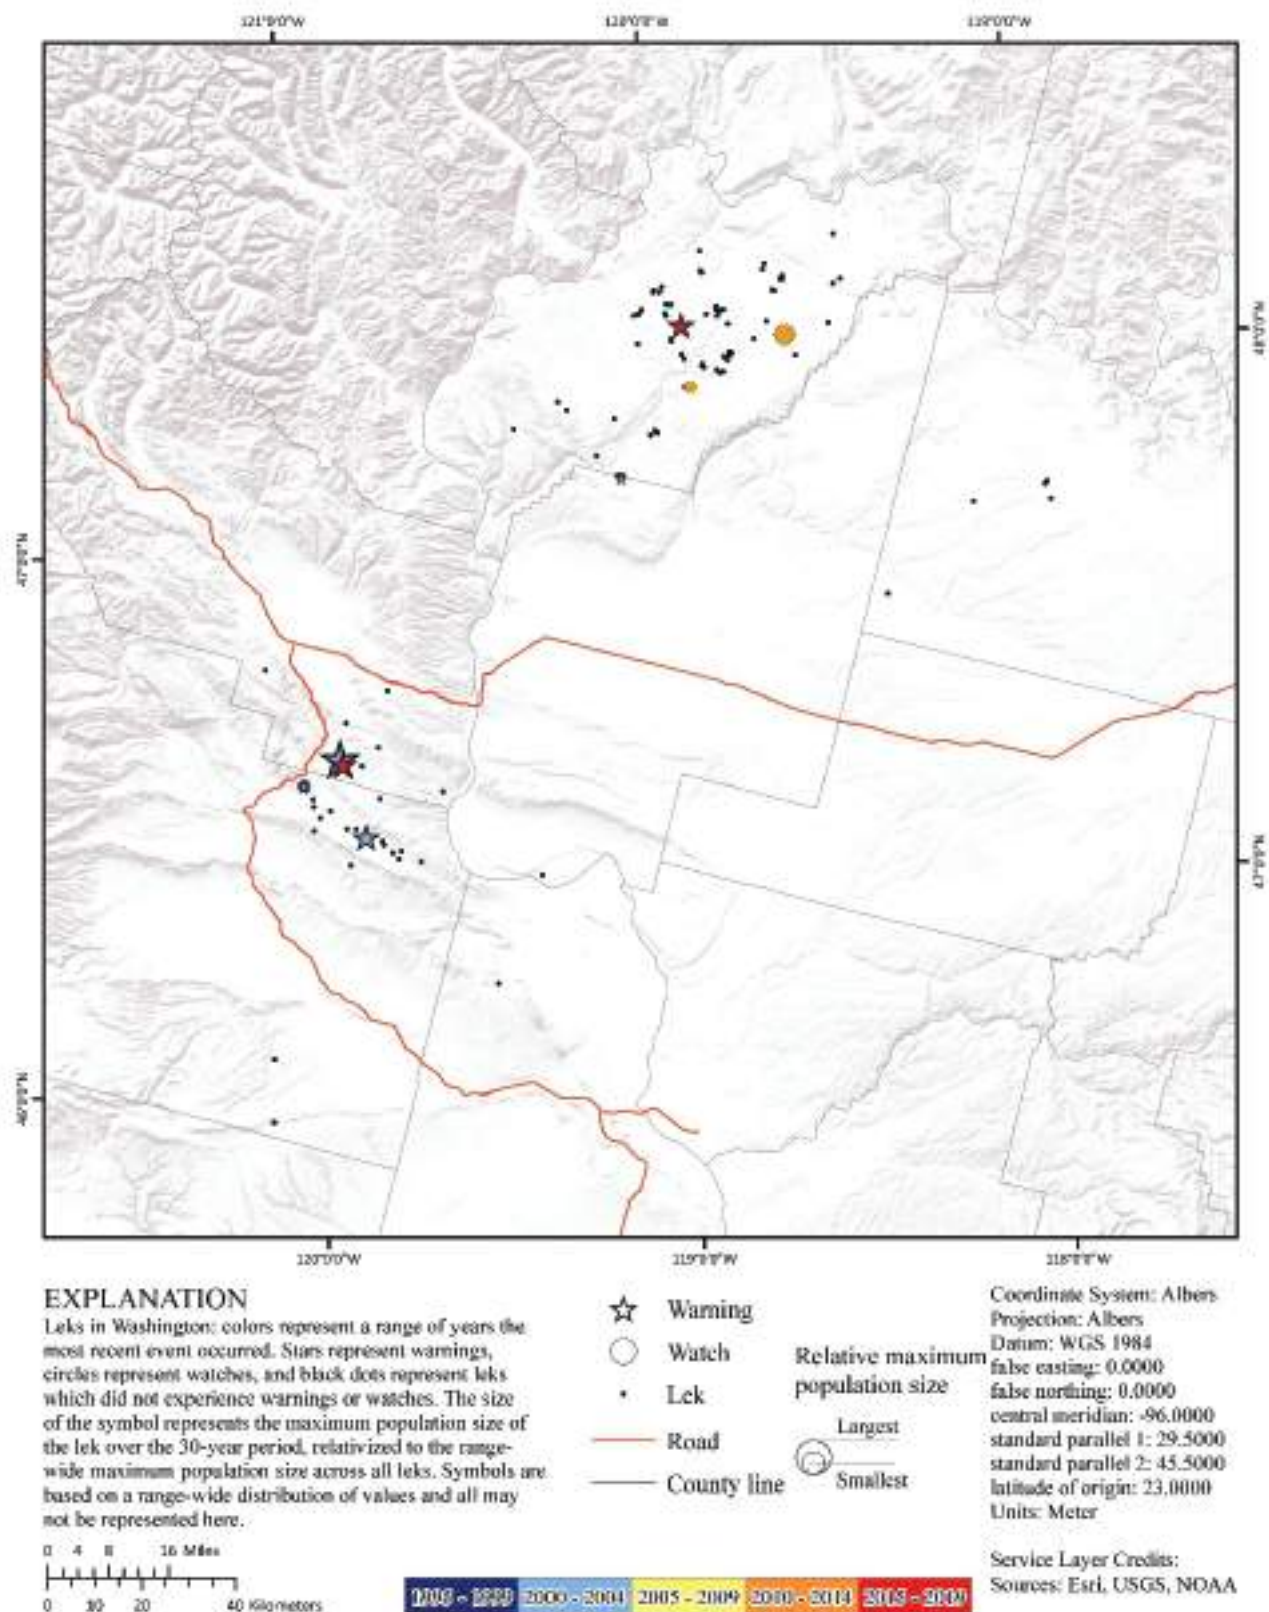 121°0'0"W 120°0'0"W 119°0'0"W
48°0'0"N
47°0'0"N
47°0'0"N
46°0'0"N
120°0'0"W 119°0'0"W 118°0'0"W
EXPLANATION
Leks in Washington: colors represent a range of years the
most recent event occurred. Stars represent warnings,
circles represent watches, and black dots represent leks
which did not experience warnings or watches. The size
of the symbol represents the maximum population size of
the lek over the 30-year period, relativized to the range-
wide maximum population size across all leks. Symbols are
based on a range-wide distribution of values and all may
not be represented here.
0 4 8 16 Miles
0 10 20 40 Kilometers
Warning
Watch
Lek
Road
County line
Relative maximum
population size
Largest
Smallest
Coordinate System: Albers
Projection: Albers
Datum: WGS 1984
false easting: 0.0000
false northing: 0.0000
central meridian: -96.0000
standard parallel 1: 29.5000
standard parallel 2: 45.5000
latitude of origin: 23.0000
Units: Meter
Service Layer Credits:
Sources: Esri, USGS, NOAA
2000 - 2004 2005 - 2009 2010 - 2014 2015 - 2019